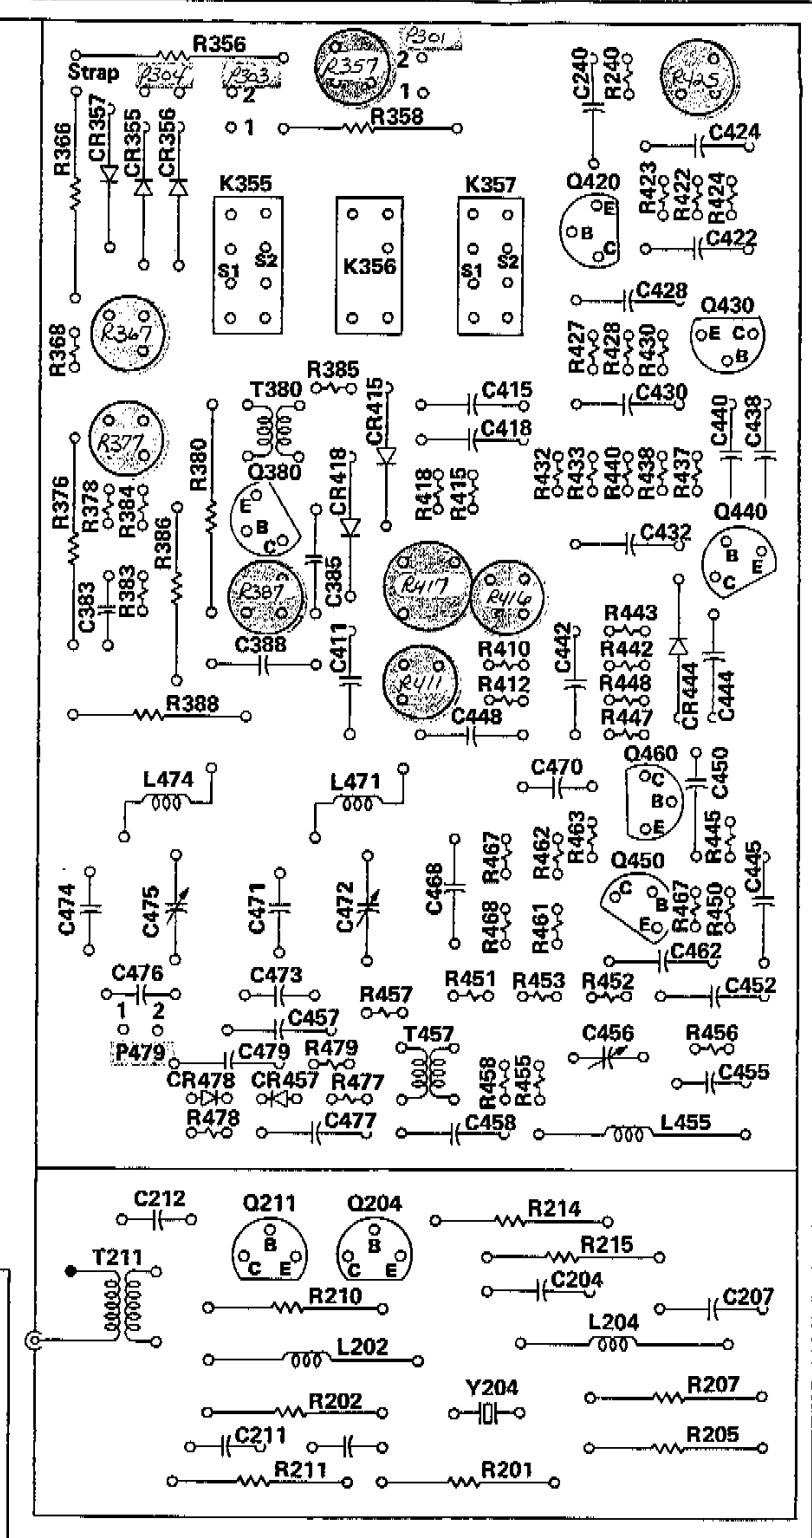 R356
P301
Strap
P304
P303
R357
2
1
C240
R240
R425
2
1
R358
C424
R366
CR357
CR355
CR356
K355
K357
Q420
E
B
C
R423
R422
R424
S1
S2
K356
S1
S2
C422
C428
Q430
E
C
B
R368
R367
R427
R428
R430
R385
T380
CR415
C415
C430
C418
C440
C438
R377
R380
Q380
E
B
C
CR418
R418
R415
R432
R433
R440
R438
R437
R376
R378
R384
R386
Q440
B
E
C
C432
C383
R383
R387
C385
R417
R416
R443
C388
C411
R410
C442
R442
R411
R412
R448
CR444
C444
R388
C448
R447
L474
L471
C470
Q460
C
B
E
C450
R467
R462
R463
R445
C445
C474
C475
C471
C472
C468
Q450
C
B
E
R467
R450
R468
R461
C462
C476
C473
R451
R453
R452
C452
1
2
R457
C457
P479
C479
R479
T457
C456
R456
CR478
CR457
R477
R458
R455
C455
R478
C477
C458
L455
C212
Q211
B
C
E
Q204
B
C
E
R214
T211
R215
C204
R210
C207
L204
L202
Y204
R207
R202
C211
R205
R211
R201